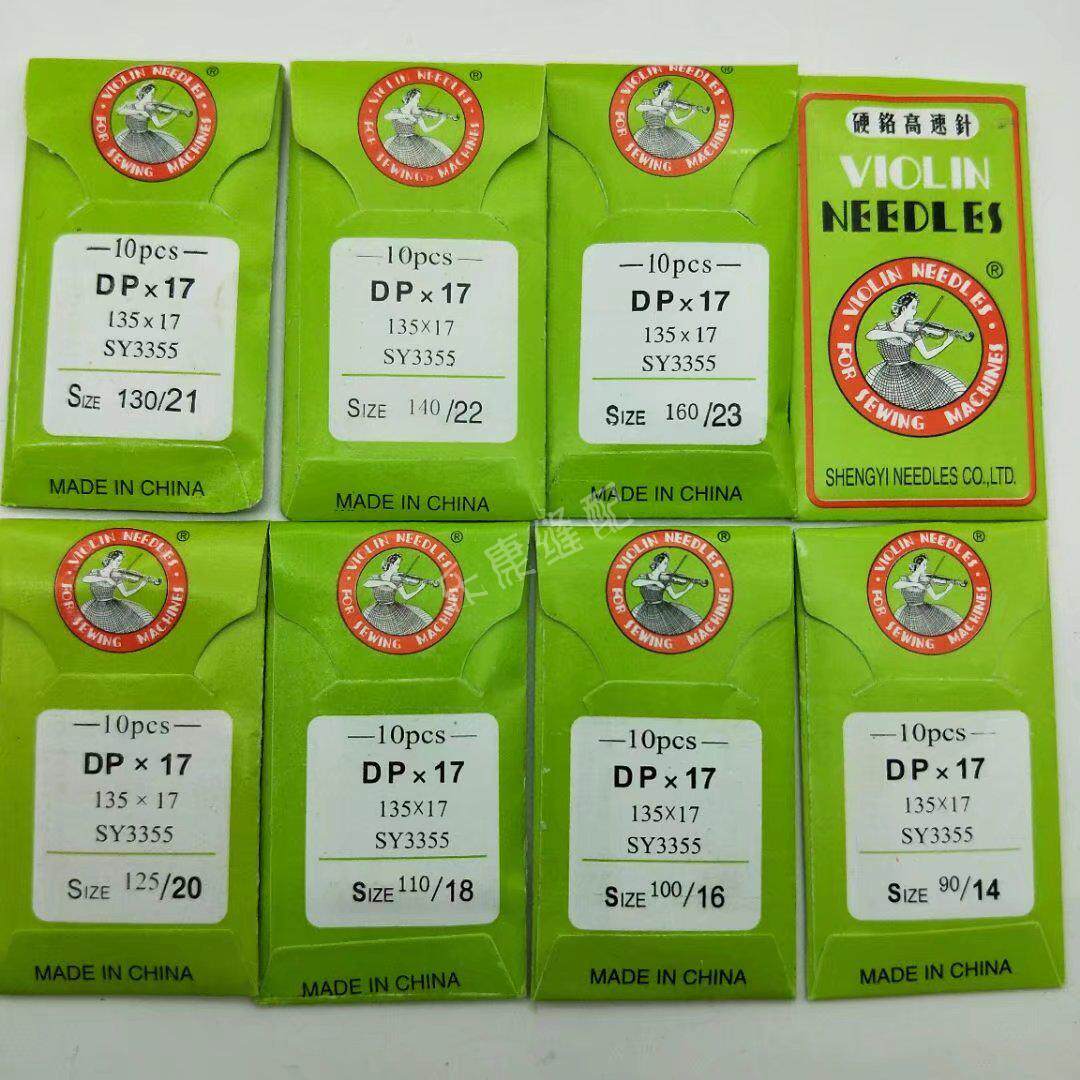 VIOLIN NEEDLES ®
FOR SEWING MACHINES
—10pcs—
DP×17
135×17
SY3355
SIZE 130/21
MADE IN CHINA
VIOLIN NEEDLES ®
FOR SEWING MACHINES
—10pcs—
DP×17
135×17
SY3355
SIZE 140/22
MADE IN CHINA
VIOLIN NEEDLES ®
FOR SEWING MACHINES
—10pcs—
DP×17
135×17
SY3355
SIZE 160/23
MADE IN CHINA
硬鉻高速針
VIOLIN
NEEDLES
VIOLIN NEEDLES ®
FOR SEWING MACHINES
SHENGYI NEEDLES CO.,LTD.
康缝配
VIOLIN NEEDLES ®
FOR SEWING MACHINES
—10pcs—
DP × 17
135 × 17
SY3355
SIZE 125/20
MADE IN CHINA
VIOLIN NEEDLES ®
FOR SEWING MACHINES
—10pcs—
DP×17
135×17
SY3355
SIZE 110/18
MADE IN CHINA
VIOLIN NEEDLES ®
FOR SEWING MACHINES
—10pcs—
DP×17
135×17
SY3355
SIZE 100/16
MADE IN CHINA
VIOLIN NEEDLES ®
FOR SEWING MACHINES
—10pcs—
DP×17
135×17
SY3355
SIZE 90/14
MADE IN CHINA